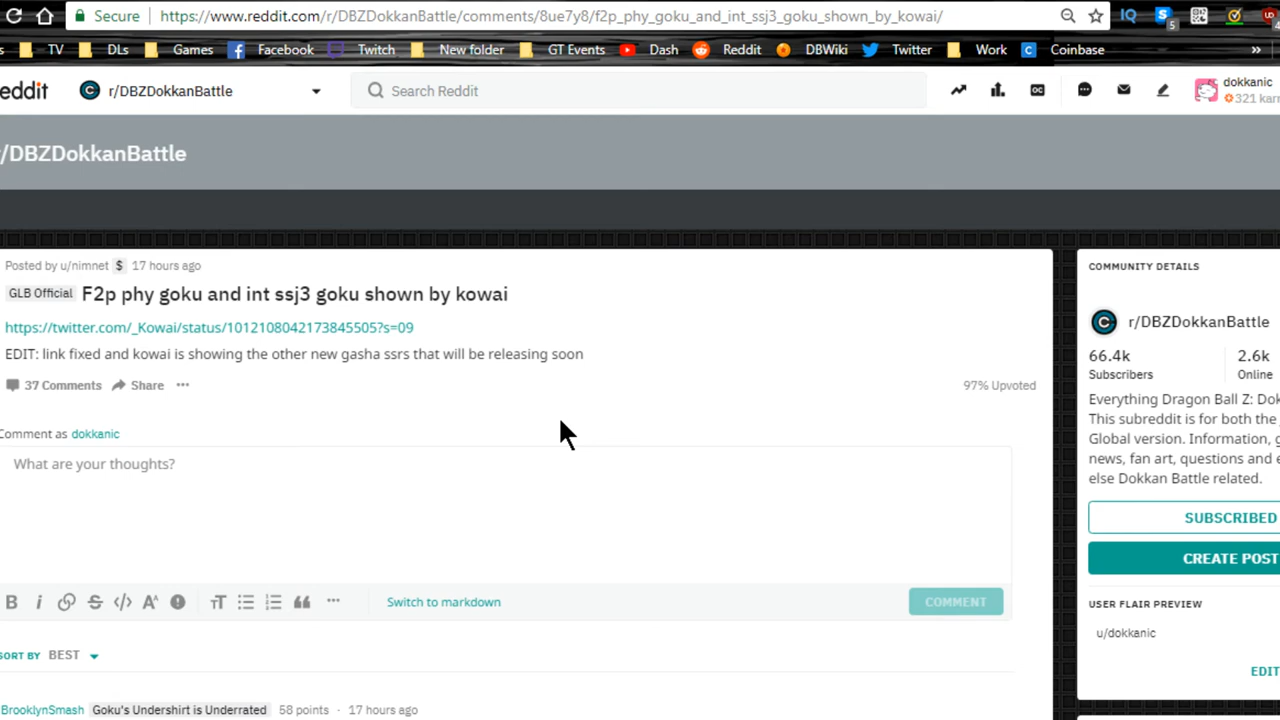 Secure https://www.reddit.com/r/DBZDokkanBattle/comments/8ue7y8/f2p_phy_goku_and_int_ssj3_goku_shown_by_kowai/
s TV DLs Games Facebook Twitch New folder GT Events Dash Reddit DBWiki Twitter Work Coinbase »
eddit r/DBZDokkanBattle Search Reddit dokkanic
321 karn
r/DBZDokkanBattle
Posted by u/nimnet $ 17 hours ago
GLB Official F2p phy goku and int ssj3 goku shown by kowai
https://twitter.com/_Kowai/status/1012108042173845505?s=09
EDIT: link fixed and kowai is showing the other new gasha ssrs that will be releasing soon
37 Comments Share ••• 97% Upvoted
Comment as dokkanic
What are your thoughts?
B i </> A T Switch to markdown COMMENT
SORT BY BEST
BrooklynSmash Goku's Undershirt is Underrated 58 points · 17 hours ago
COMMUNITY DETAILS
r/DBZDokkanBattle
66.4k 2.6k
Subscribers Online
Everything Dragon Ball Z: Dok
This subreddit is for both the
Global version. Information, g
news, fan art, questions and e
else Dokkan Battle related.
SUBSCRIBED
CREATE POST
USER FLAIR PREVIEW
u/dokkanic
EDIT